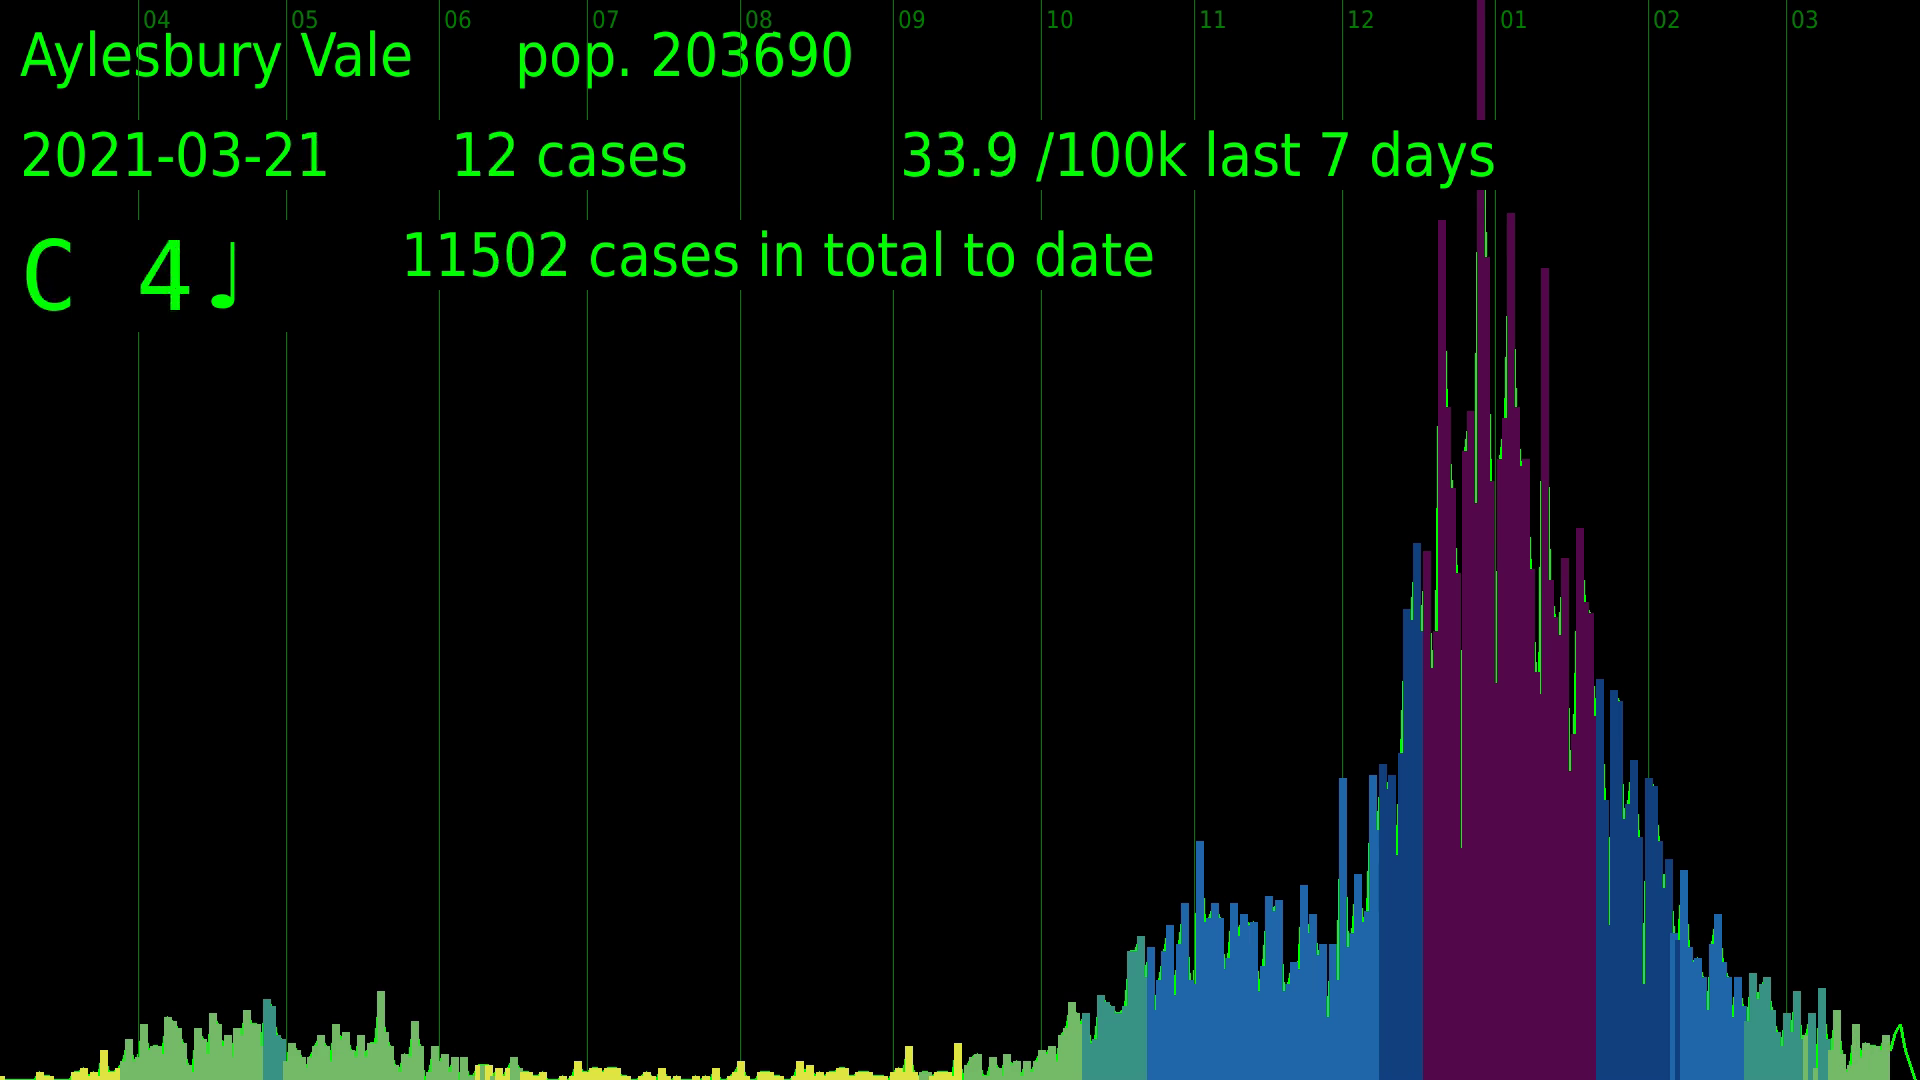 04 05 06 07 08 09 10 11 12 01 02 03
Aylesbury Vale pop. 203690
2021-03-21 12 cases 33.9 /100k last 7 days
C 4♩ 11502 cases in total to date